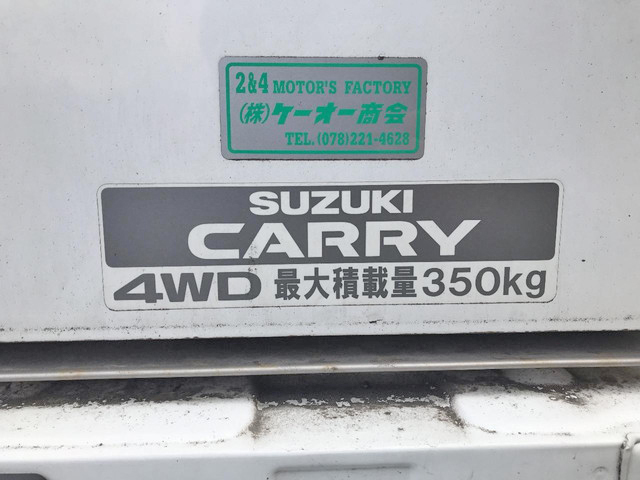 2&4 MOTOR'S FACTORY
(株)ケーオー商会
TEL.(078)221-4628
SUZUKI
CARRY
4WD 最大積載量350kg